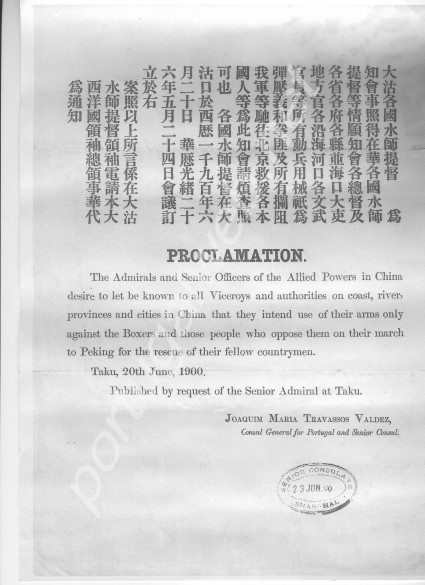 大沽各國水師提督 為
知會事照得在華各國水師
提督等情願知會各總督及
各省各府各縣並海口大吏
地方官各沿海河口各文武
官員等所有動兵用械祇為
彈壓義和拳匪及所有攔阻
我軍等馳往北京救援各本
國人等為此知會請煩查照
可也 各國水師提督在大
沽口於西歷一千九百年六
月二十日 華歷光緒二十
六年五月二十四日會議訂
立於右
案照以上所言係在大沽
水師提督領袖電請本大
西洋國領袖總領事華代
為通知
PROCLAMATION.
The Admirals and Senior Officers of the Allied Powers in China
desire to let be known to all Viceroys and authorities on coast, river-
provinces and cities in China that they intend use of their arms only
against the Boxers and those people who oppose them on their march
to Peking for the rescue of their fellow countrymen.
Taku, 20th June, 1900.
Published by request of the Senior Admiral at Taku.
Joaquim Maria Travassos Valdez,
Consul General for Portugal and Senior Consul.
SENIOR CONSULATE
23 JUN 00
SHANGHAI